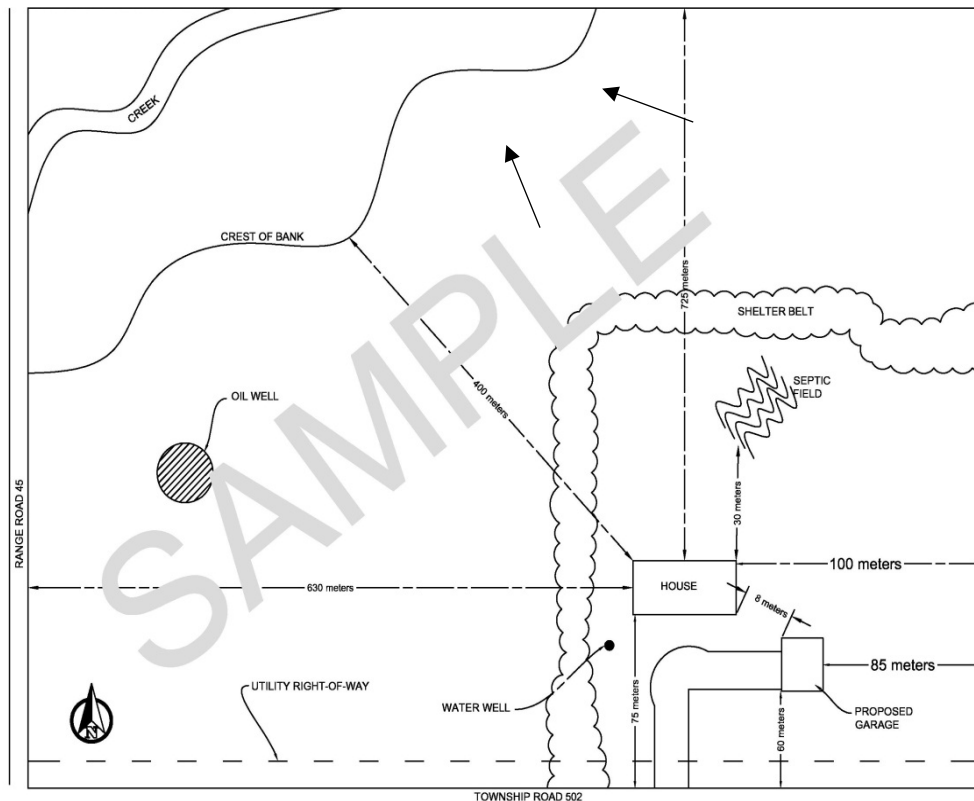 CREEK
CREST OF BANK
725 meters
SHELTER BELT
OIL WELL
400 meters
SEPTIC
FIELD
SAMPLE
30 meters
RANGE ROAD 45
630 meters
HOUSE
100 meters
8 meters
85 meters
UTILITY RIGHT-OF-WAY
WATER WELL
75 meters
60 meters
PROPOSED
GARAGE
N
TOWNSHIP ROAD 502